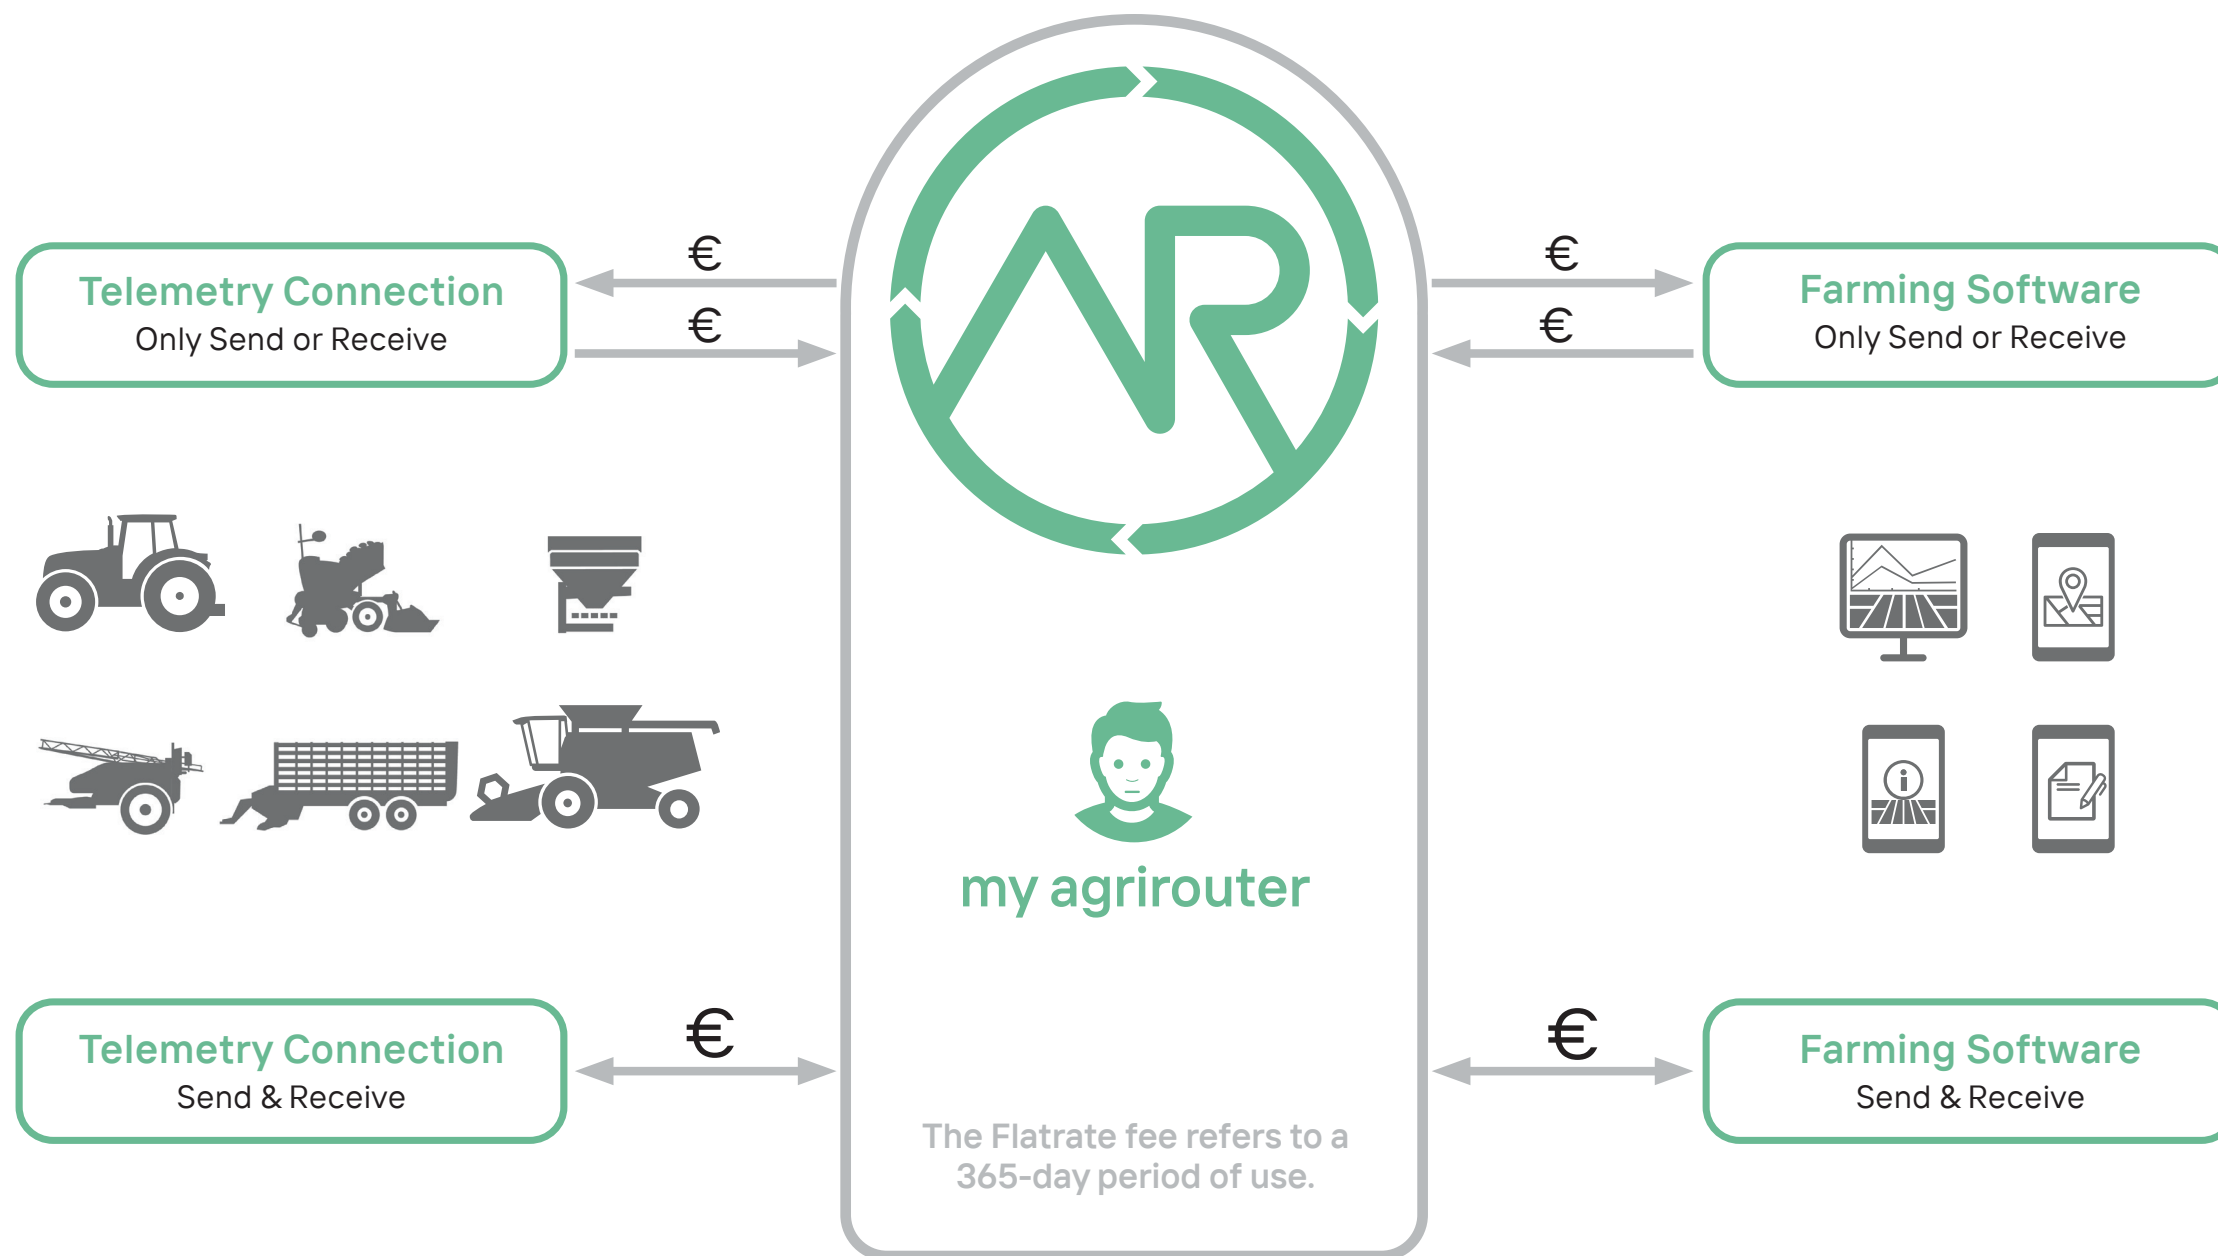 €
€
Telemetry Connection
Only Send or Receive
€
€
Farming Software
Only Send or Receive
AR
my agrirouter
€
€
Telemetry Connection
Send & Receive
Farming Software
Send & Receive
The Flatrate fee refers to a
365-day period of use.